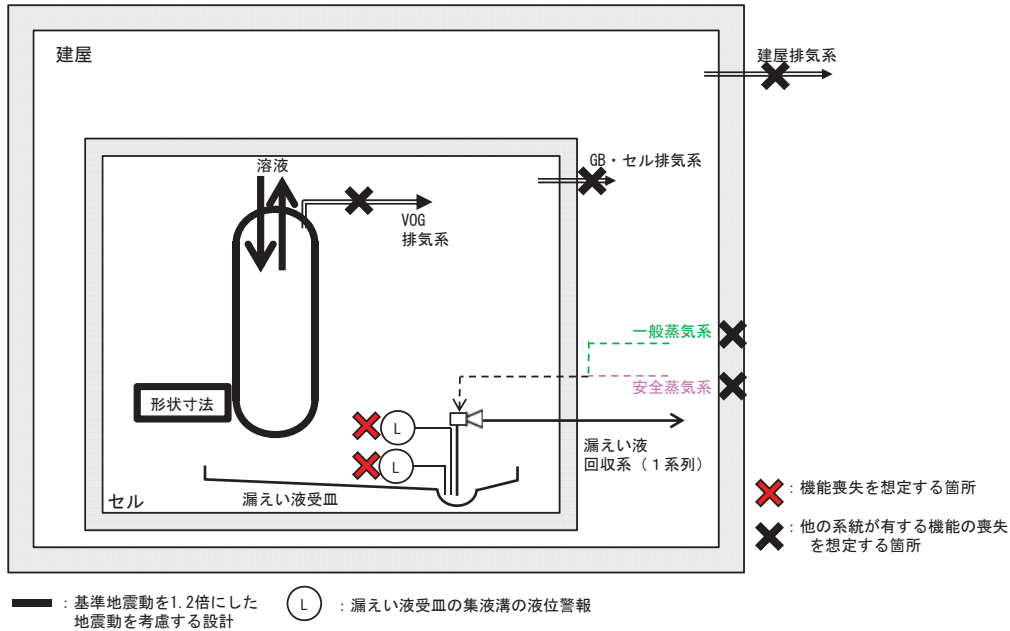 建屋
建屋排気系
溶液
GB・セル排気系
VOG
排気系
一般蒸気系
安全蒸気系
形状寸法
L
L
漏えい液
回収系（１系列）
漏えい液受皿
セル
：機能喪失を想定する箇所
：他の系統が有する機能の喪失
を想定する箇所
：基準地震動を1.2倍にした
地震動を考慮する設計
L
：漏えい液受皿の集液溝の液位警報